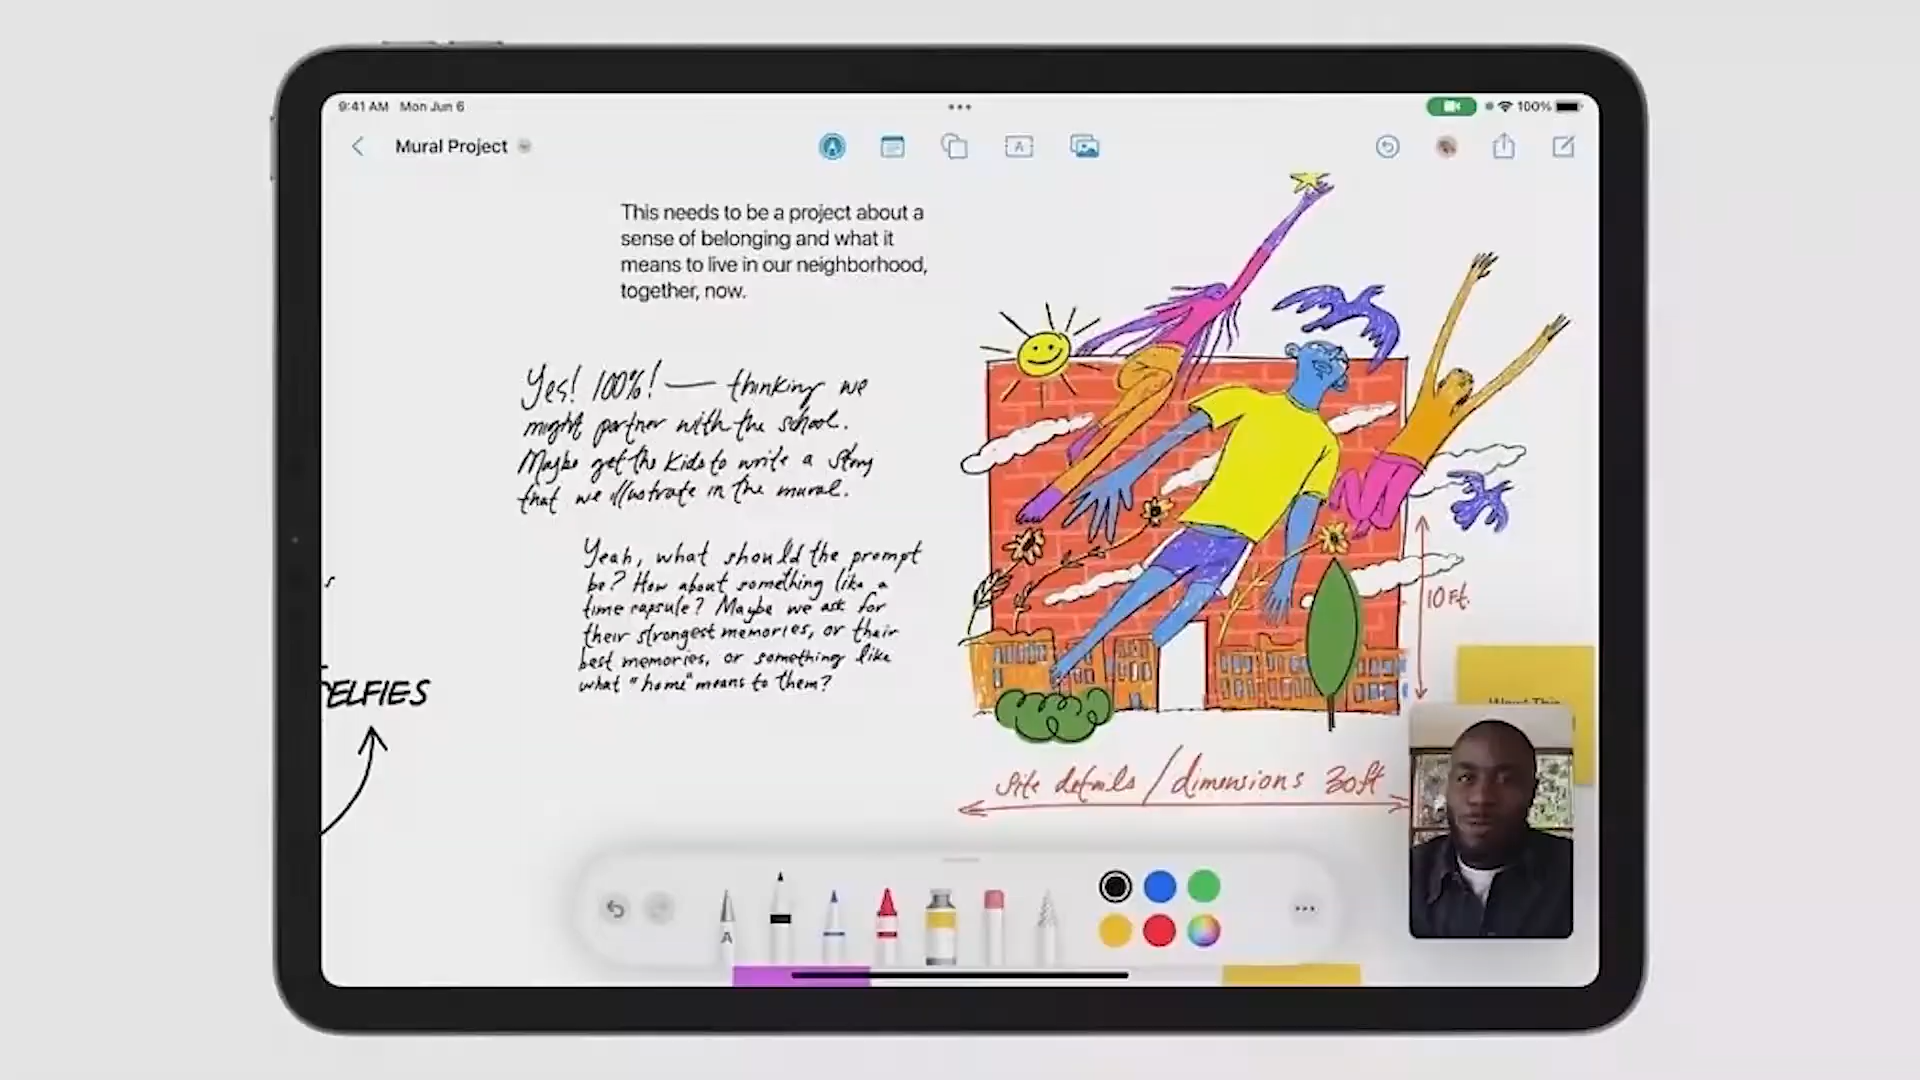 9:41 AM Mon Jun 6
100%
Mural Project
A
This needs to be a project about a
sense of belonging and what it
means to live in our neighborhood,
together, now.
Yes! 100%! — thinking we
might partner with the school.
Maybe get the kids to write a story
that we illustrate in the mural.
Yeah, what should the prompt
be? How about something like a
time capsule? Maybe we ask for
their strongest memories, or their
best memories, or something like
what "home" means to them?
ELFIES
10 Ft.
Want This
Site details / dimensions 30ft
A